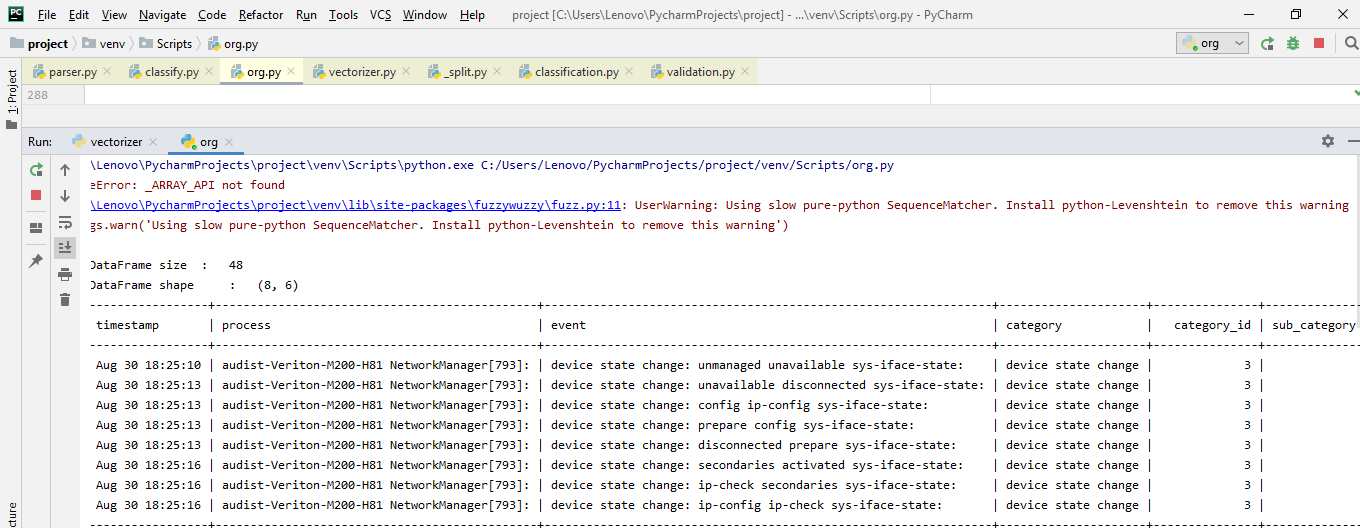 PC File Edit View Navigate Code Refactor Run Tools VCS Window Help project [C:\Users\Lenovo\PycharmProjects\project] - ...\venv\Scripts\org.py - PyCharm
project venv Scripts org.py org
1: Project
parser.py classify.py org.py vectorizer.py _split.py classification.py validation.py
288
Run: vectorizer org
\Lenovo\PycharmProjects\project\venv\Scripts\python.exe C:/Users/Lenovo/PycharmProjects/project/venv/Scripts/org.py
eError: _ARRAY_API not found
\Lenovo\PycharmProjects\project\venv\lib\site-packages\fuzzywuzzy\fuzz.py:11: UserWarning: Using slow pure-python SequenceMatcher. Install python-Levenshtein to remove this warning
gs.warn('Using slow pure-python SequenceMatcher. Install python-Levenshtein to remove this warning')
DataFrame size : 48
DataFrame shape : (8, 6)
timestamp | process | event | category | category_id | sub_category
Aug 30 18:25:10 | audist-Veriton-M200-H81 NetworkManager[793]: | device state change: unmanaged unavailable sys-iface-state: | device state change | 3 |
Aug 30 18:25:13 | audist-Veriton-M200-H81 NetworkManager[793]: | device state change: unavailable disconnected sys-iface-state: | device state change | 3 |
Aug 30 18:25:13 | audist-Veriton-M200-H81 NetworkManager[793]: | device state change: config ip-config sys-iface-state: | device state change | 3 |
Aug 30 18:25:13 | audist-Veriton-M200-H81 NetworkManager[793]: | device state change: prepare config sys-iface-state: | device state change | 3 |
Aug 30 18:25:13 | audist-Veriton-M200-H81 NetworkManager[793]: | device state change: disconnected prepare sys-iface-state: | device state change | 3 |
Aug 30 18:25:16 | audist-Veriton-M200-H81 NetworkManager[793]: | device state change: secondaries activated sys-iface-state: | device state change | 3 |
Aug 30 18:25:16 | audist-Veriton-M200-H81 NetworkManager[793]: | device state change: ip-check secondaries sys-iface-state: | device state change | 3 |
Aug 30 18:25:16 | audist-Veriton-M200-H81 NetworkManager[793]: | device state change: ip-config ip-check sys-iface-state: | device state change | 3 |
cture